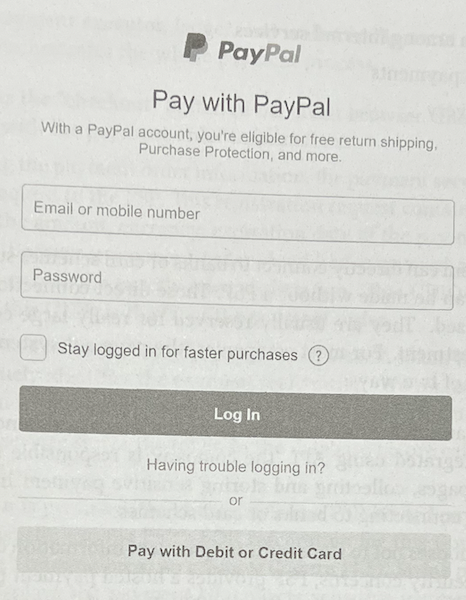 PayPal
Pay with PayPal
With a PayPal account, you're eligible for free return shipping,
Purchase Protection, and more.
Email or mobile number
Password
Stay logged in for faster purchases ?
Log In
Having trouble logging in?
or
Pay with Debit or Credit Card